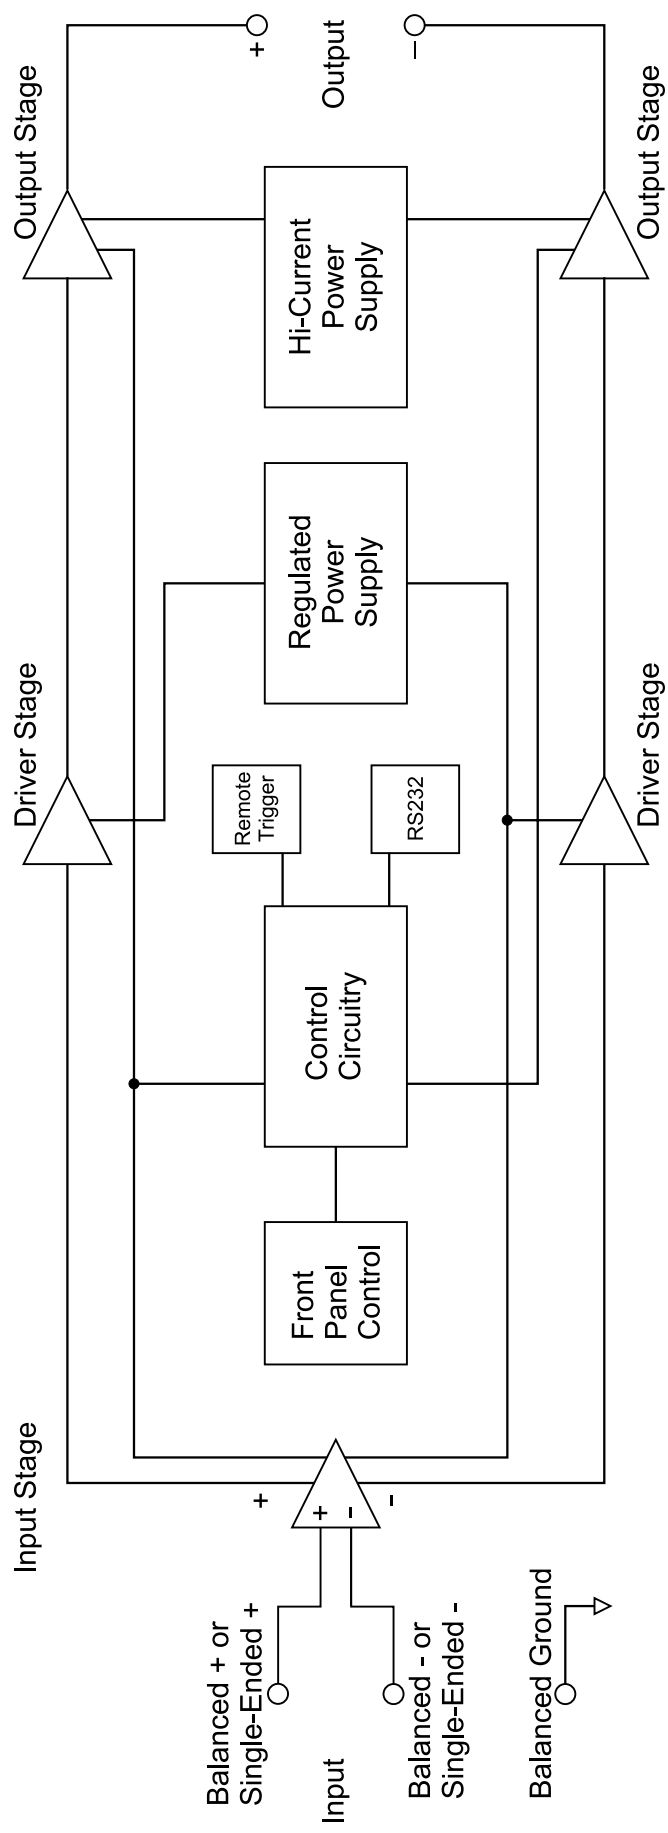 Input Stage
Driver Stage
Output Stage
Balanced + or
Single-Ended +
+
+
-
-
Input
Balanced - or
Single-Ended -
Balanced Ground
Front
Panel
Control
Control
Circuitry
Remote
Trigger
RS232
Regulated
Power
Supply
Hi-Current
Power
Supply
+
Output
–
Driver Stage
Output Stage